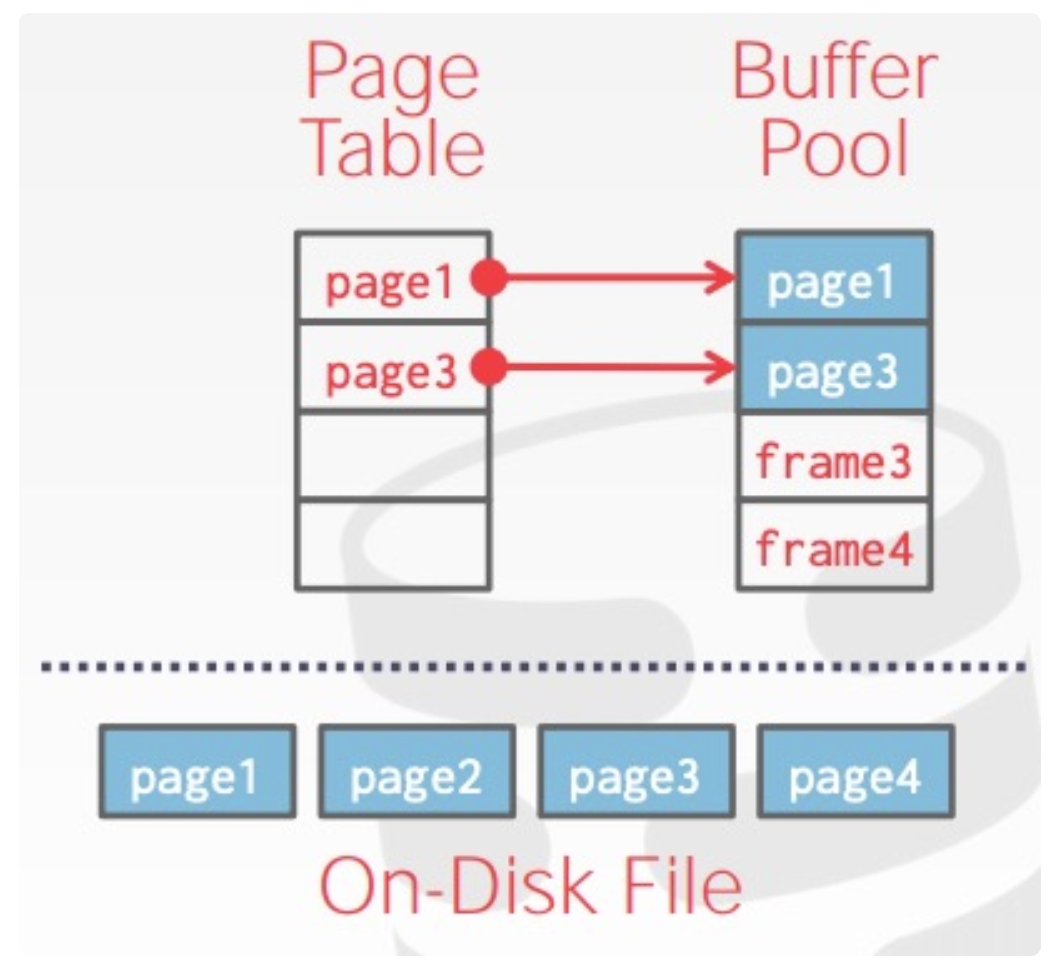 Page
Table
Buffer
Pool
page1
page3
page1
page3
frame3
frame4
page1 page2 page3 page4
On-Disk File